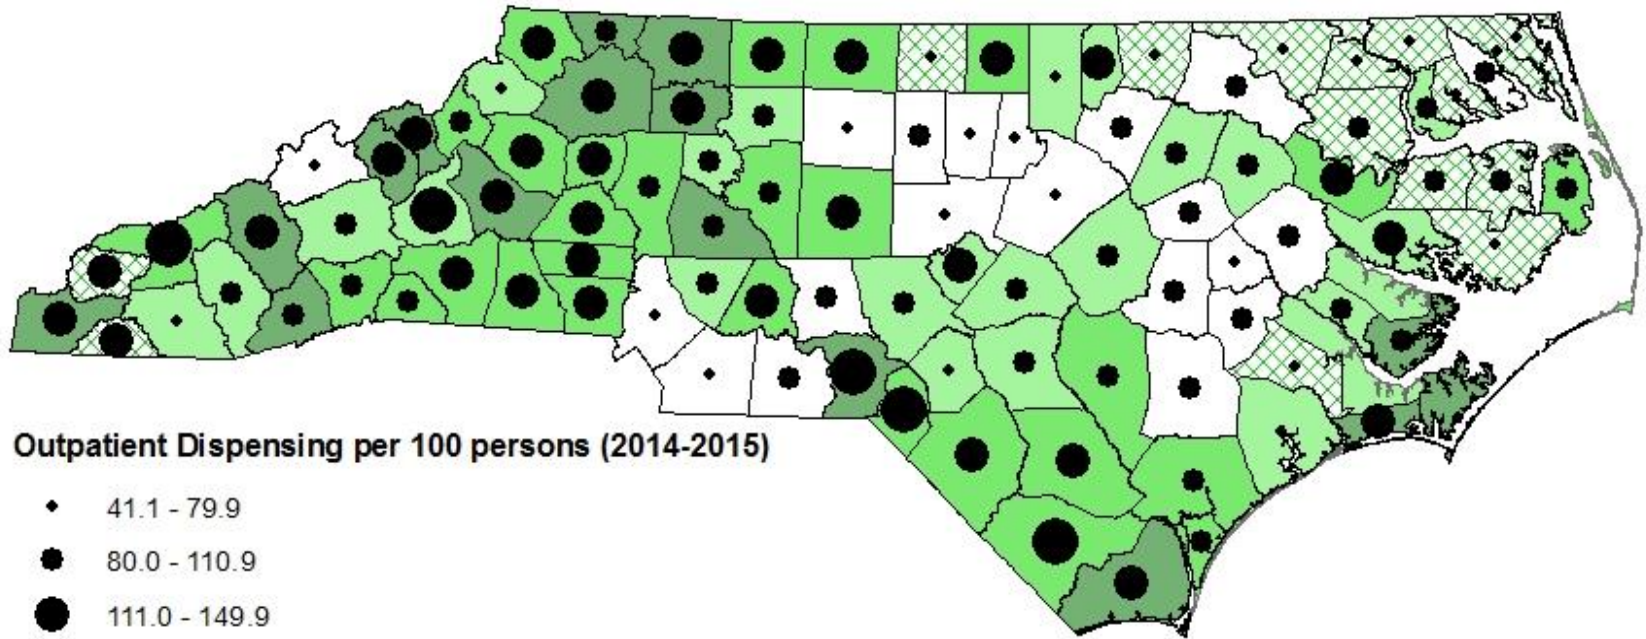 Outpatient Dispensing per 100 persons (2014-2015)
41.1 - 79.9
80.0 - 110.9
111.0 - 149.9